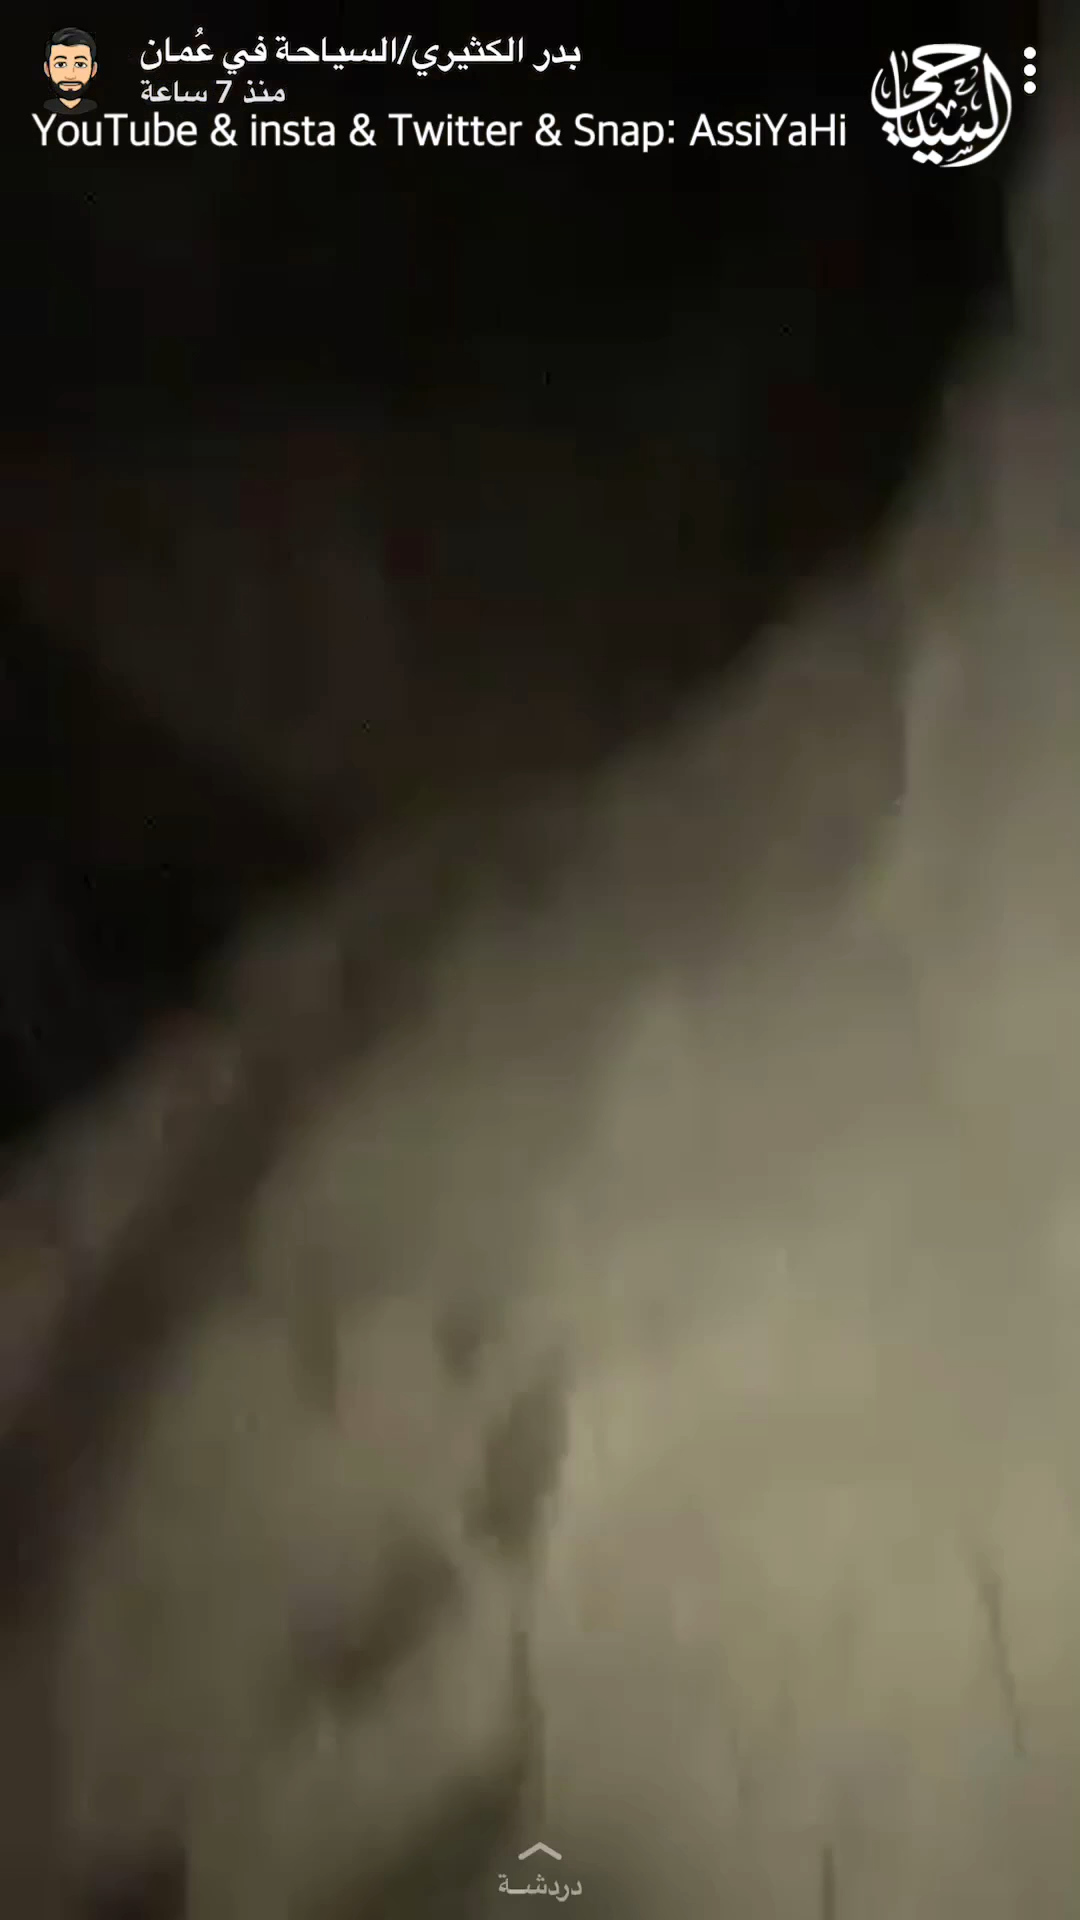 بدر الكثيري/السياحة في عُمان
منذ 7 ساعة
YouTube & insta & Twitter & Snap: AssiYaHi
السياحي
دردشة